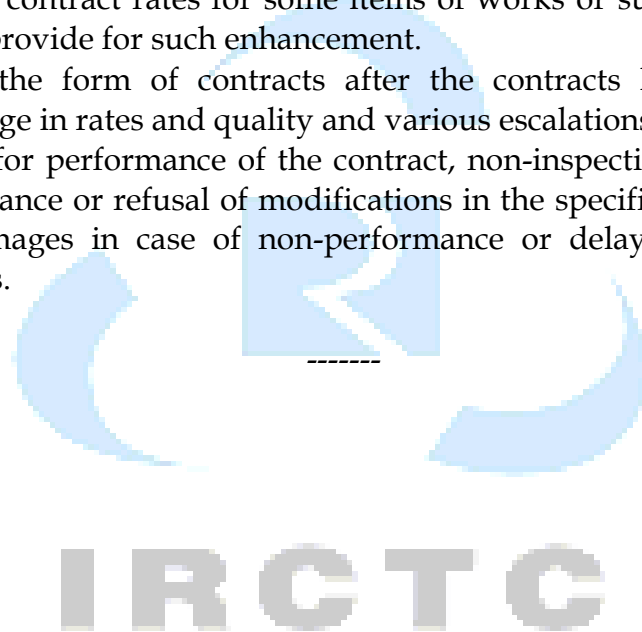 contract rates for some items of works or su
provide for such enhancement.
the form of contracts after the contracts
ge in rates and quality and various escalations
for performance of the contract, non-inspecti
ance or refusal of modifications in the specifi
mages in case of non-performance or delay
s.
-------
IRCTC